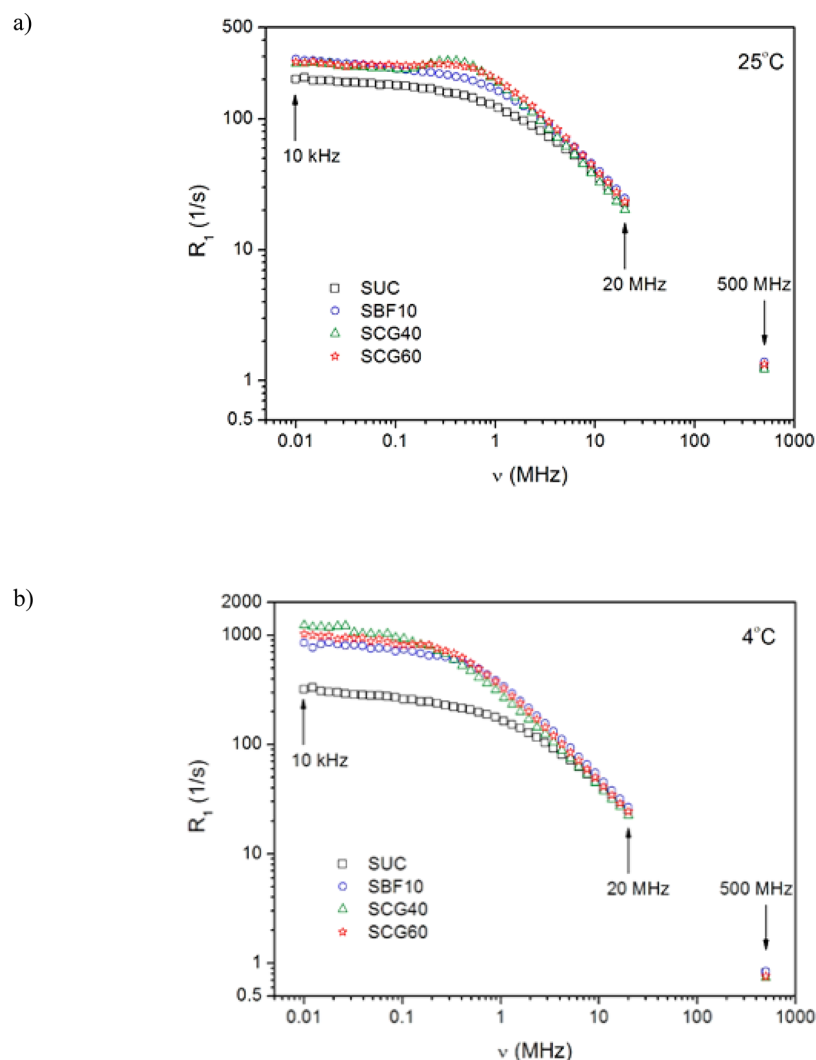 a)
500
100
10
1
0.5
R₁ (1/s)
25°C
10 kHz
20 MHz
500 MHz
SUC
SBF10
SCG40
SCG60
0.01 0.1 1 10 100 1000
ν (MHz)
b)
2000
1000
100
10
1
0.5
R₁ (1/s)
4°C
10 kHz
20 MHz
500 MHz
SUC
SBF10
SCG40
SCG60
0.01 0.1 1 10 100 1000
ν (MHz)